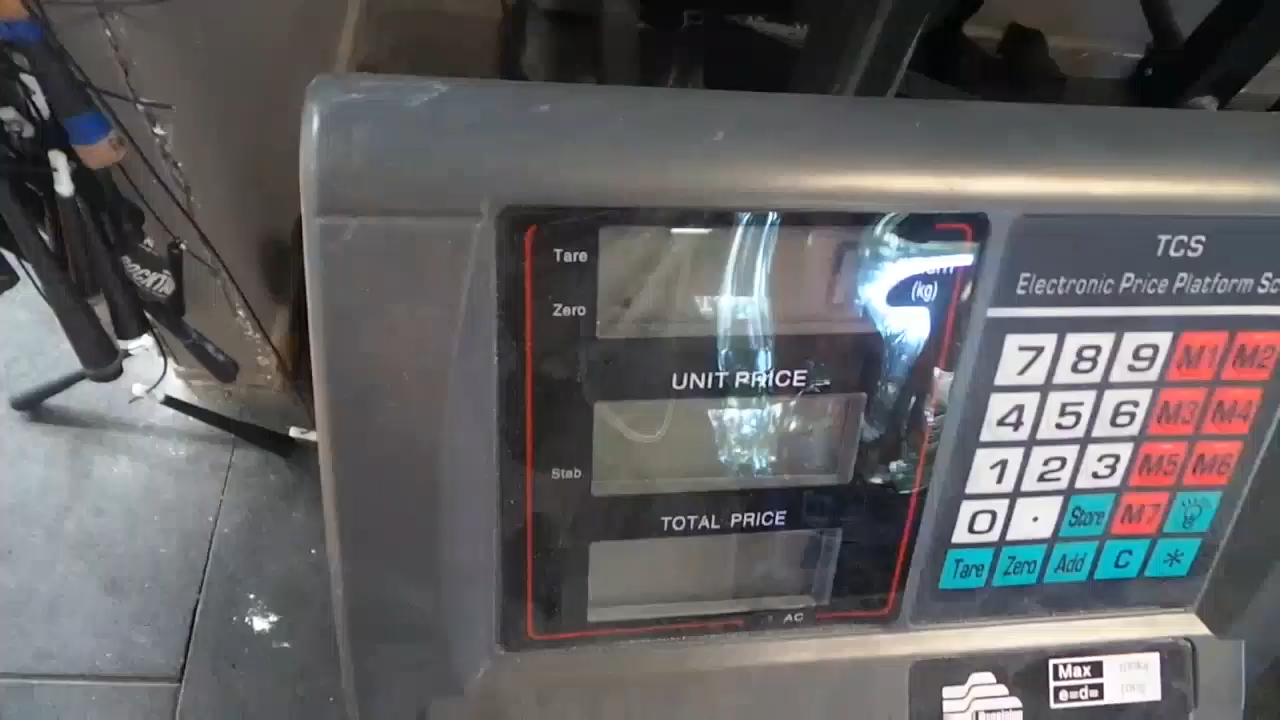 TCS
Electronic Price Platform Sc
Tare
(kg)
Zero
UNIT PRICE
Stab
TOTAL PRICE
AC
7 8 9 M1 M2
4 5 6 M3 M4
1 2 3 M5 M6
0 . Store M7
Tare Zero Add C *
Max
e=d=
ROCK'N